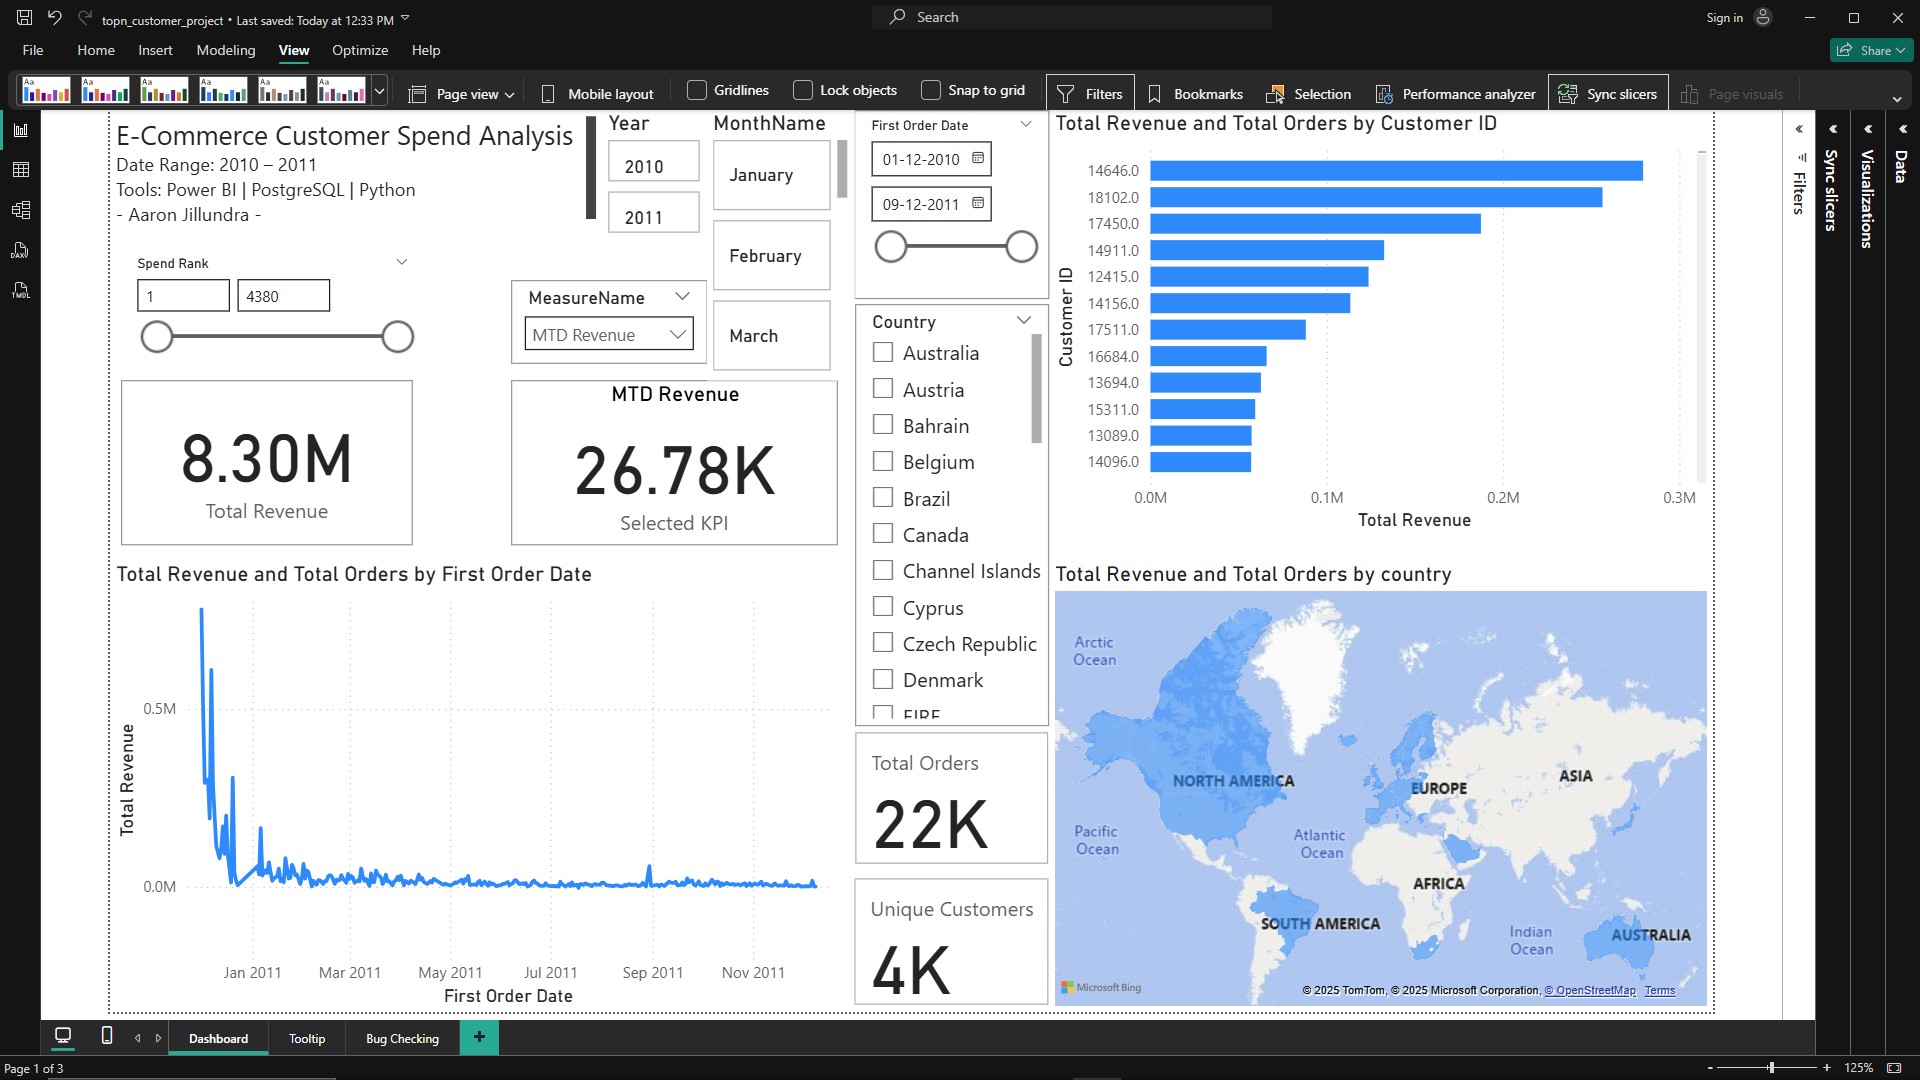 topn_customer_project • Last saved: Today at 12:33 PM
Search
Sign in
File
Home
Insert
Modeling
View
Optimize
Help
Share
Aa
Aa
Aa
Aa
Aa
Aa
Page view
Mobile layout
Gridlines
Lock objects
Snap to grid
Filters
Bookmarks
Selection
Performance analyzer
Sync slicers
Page visuals
DAX
TMDL
E-Commerce Customer Spend Analysis
Date Range: 2010 – 2011
Tools: Power BI | PostgreSQL | Python
- Aaron Jillundra -
Year
2010
2011
MonthName
January
February
March
First Order Date
01-12-2010
09-12-2011
Spend Rank
1
4380
MeasureName
MTD Revenue
8.30M
Total Revenue
MTD Revenue
26.78K
Selected KPI
Country
Australia
Austria
Bahrain
Belgium
Brazil
Canada
Channel Islands
Cyprus
Czech Republic
Denmark
EIRE
Total Revenue and Total Orders by Customer ID
Customer ID
14646.0
18102.0
17450.0
14911.0
12415.0
14156.0
17511.0
16684.0
13694.0
15311.0
13089.0
14096.0
0.0M
0.1M
0.2M
0.3M
Total Revenue
Total Revenue and Total Orders by First Order Date
Total Revenue
0.5M
0.0M
Jan 2011
Mar 2011
May 2011
Jul 2011
Sep 2011
Nov 2011
First Order Date
Total Orders
22K
Unique Customers
4K
Total Revenue and Total Orders by country
Arctic
Ocean
NORTH AMERICA
EUROPE
ASIA
Pacific
Ocean
Atlantic
Ocean
AFRICA
SOUTH AMERICA
Indian
Ocean
AUSTRALIA
Microsoft Bing
© 2025 TomTom, © 2025 Microsoft Corporation, © OpenStreetMap Terms
Filters
Sync slicers
Visualizations
Data
Dashboard
Tooltip
Bug Checking
+
Page 1 of 3
- + 125%